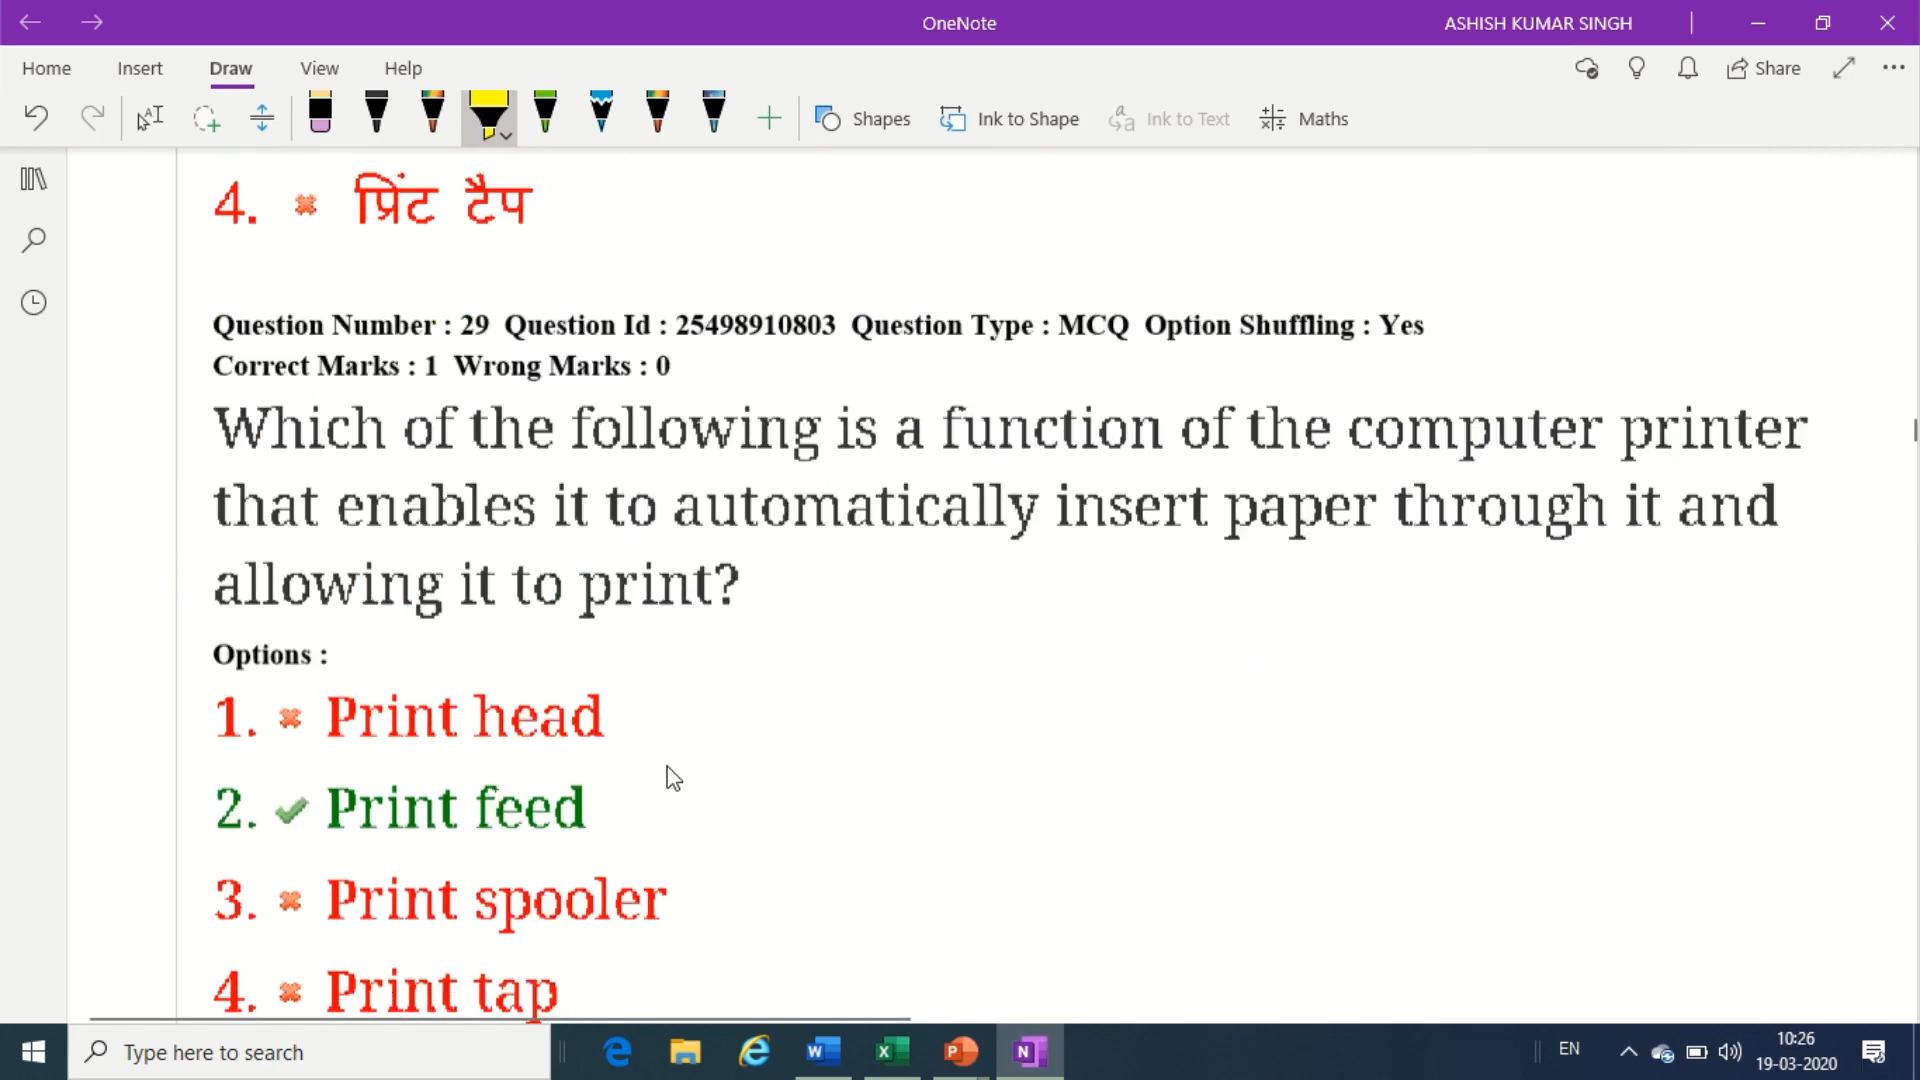 OneNote
ASHISH KUMAR SINGH
Home Insert Draw View Help
Share
Shapes Ink to Shape Ink to Text Maths
4. प्रिंट टैप
Question Number : 29 Question Id : 25498910803 Question Type : MCQ Option Shuffling : Yes
Correct Marks : 1 Wrong Marks : 0
Which of the following is a function of the computer printer
that enables it to automatically insert paper through it and
allowing it to print?
Options :
1. Print head
2. Print feed
3. Print spooler
4. Print tap
Type here to search
EN
10:26
19-03-2020